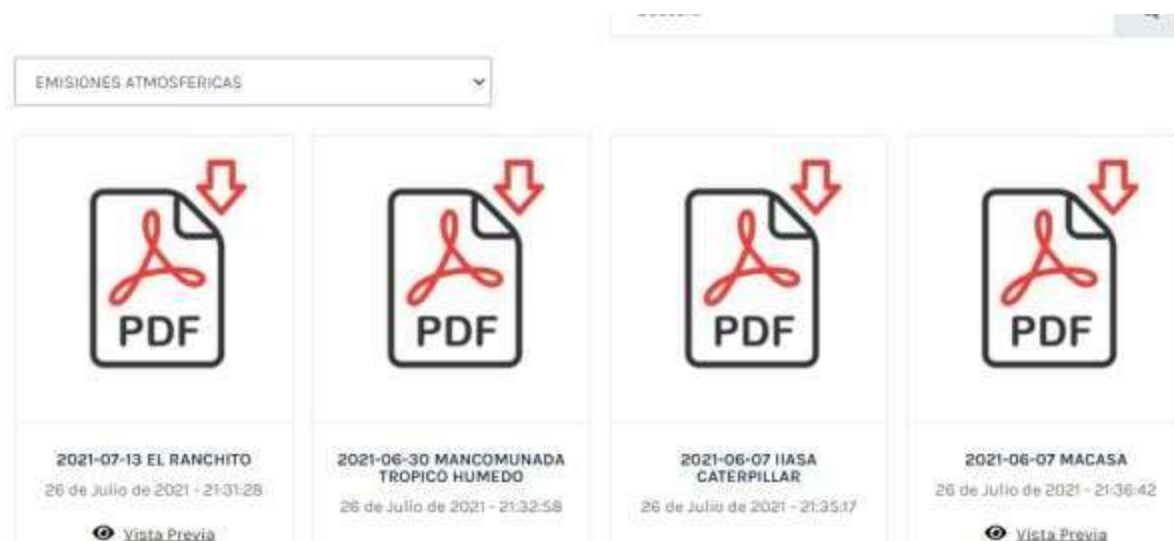 EMISIONES ATMOSFERICAS
PDF
PDF
PDF
PDF
2021-07-13 EL RANCHITO
26 de Julio de 2021 - 21:31:28
Vista Previa
2021-06-30 MANCOMUNADA
TROPICO HUMEDO
26 de Julio de 2021 - 21:32:58
2021-06-07 IIASA
CATERPILLAR
26 de Julio de 2021 - 21:35:17
2021-06-07 MACASA
26 de Julio de 2021 - 21:36:42
Vista Previa